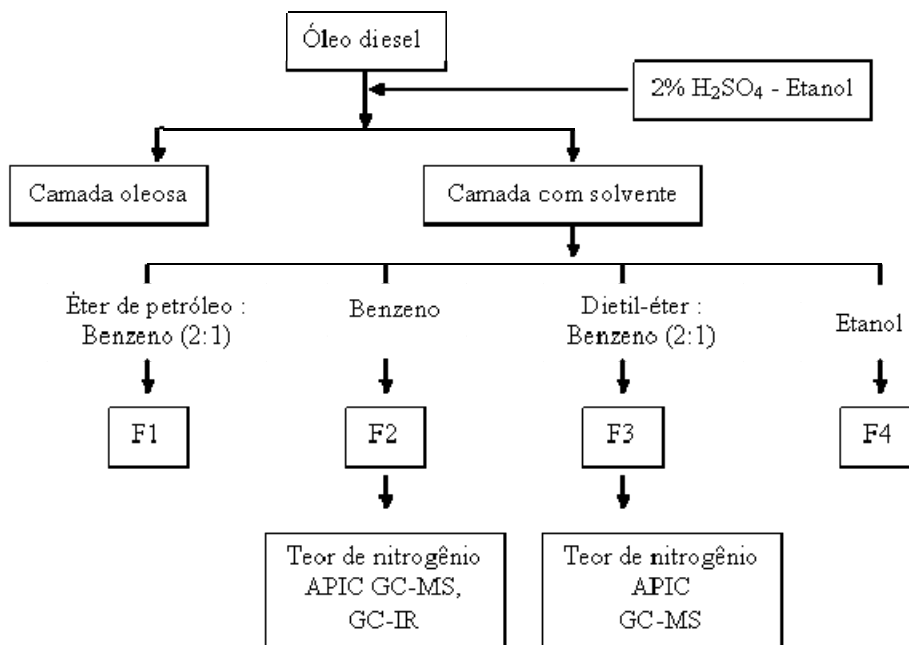 Óleo diesel
2% H₂SO₄ - Etanol
Camada oleosa
Camada com solvente
Éter de petróleo :
Benzeno (2:1)
Benzeno
Dietil-éter :
Benzeno (2:1)
Etanol
F1
F2
F3
F4
Teor de nitrogênio
APIC GC-MS,
GC-IR
Teor de nitrogênio
APIC
GC-MS